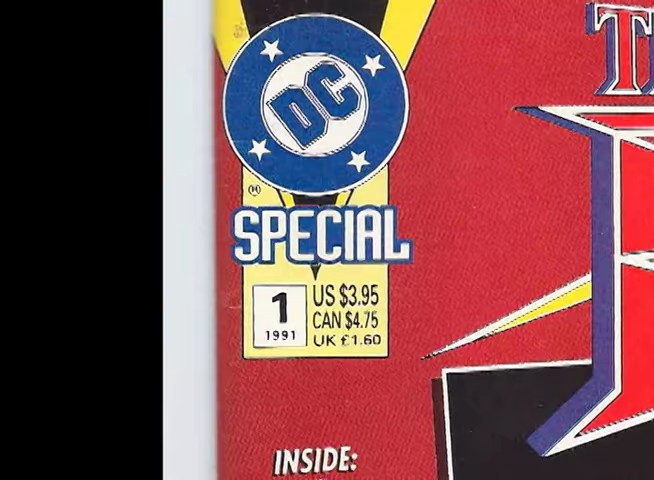 DC
SPECIAL
1
1991
US $3.95
CAN $4.75
UK £1.60
INSIDE: